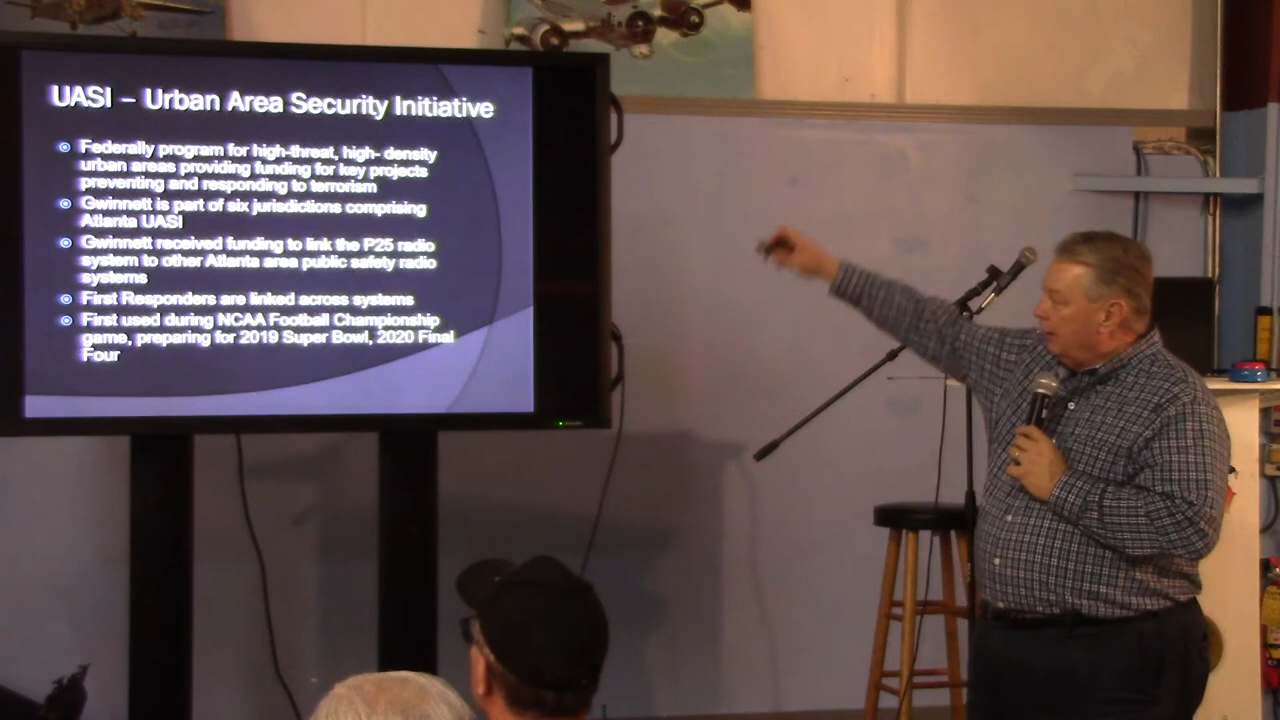 UASI – Urban Area Security Initiative
Federally program for high-threat, high- density
urban areas providing funding for key projects
preventing and responding to terrorism
Gwinnett is part of six jurisdictions comprising
Atlanta UASI
Gwinnett received funding to link the P25 radio
system to other Atlanta area public safety radio
systems
First Responders are linked across systems
First used during NCAA Football Championship
game, preparing for 2019 Super Bowl, 2020 Final
Four